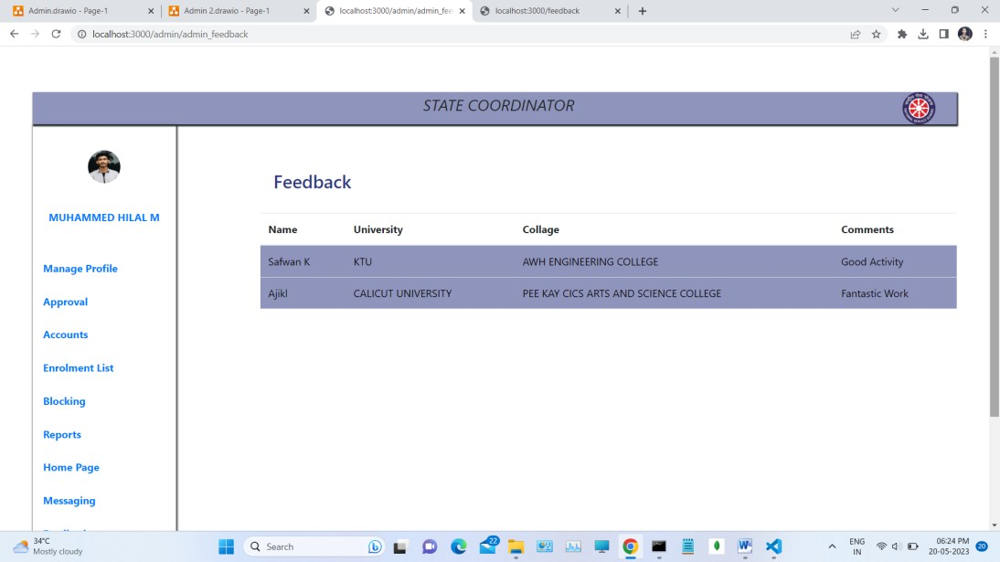 Admin.drawio - Page-1
Admin 2.drawio - Page-1
localhost:3000/admin/admin_fee
localhost:3000/feedback
localhost:3000/admin/admin_feedback
STATE COORDINATOR
MUHAMMED HILAL M
Manage Profile
Approval
Accounts
Enrolment List
Blocking
Reports
Home Page
Messaging
Feedback
Name University Collage Comments
Safwan K KTU AWH ENGINEERING COLLEGE Good Activity
Ajikl CALICUT UNIVERSITY PEE KAY CICS ARTS AND SCIENCE COLLEGE Fantastic Work
34°C
Mostly cloudy
Search
22
ENG
IN
06:24 PM
20-05-2023
20